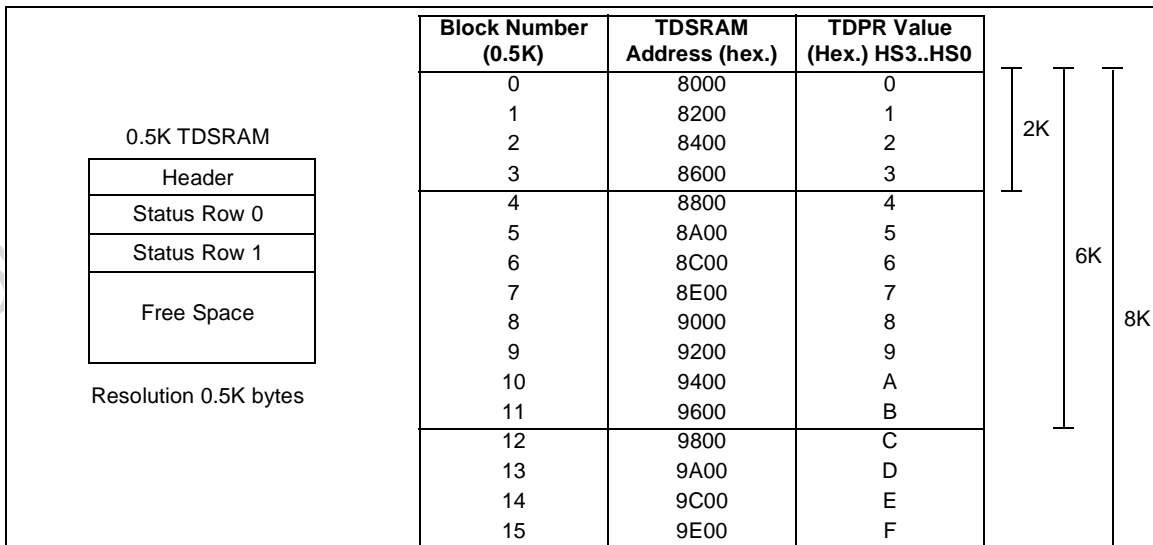 0.5K TDSRAM
Header
Status Row 0
Status Row 1
Free Space
Resolution 0.5K bytes
Block Number (0.5K) TDSRAM Address (hex.) TDPR Value (Hex.) HS3..HS0
0 8000 0
1 8200 1
2 8400 2
3 8600 3
4 8800 4
5 8A00 5
6 8C00 6
7 8E00 7
8 9000 8
9 9200 9
10 9400 A
11 9600 B
12 9800 C
13 9A00 D
14 9C00 E
15 9E00 F
2K
6K
8K